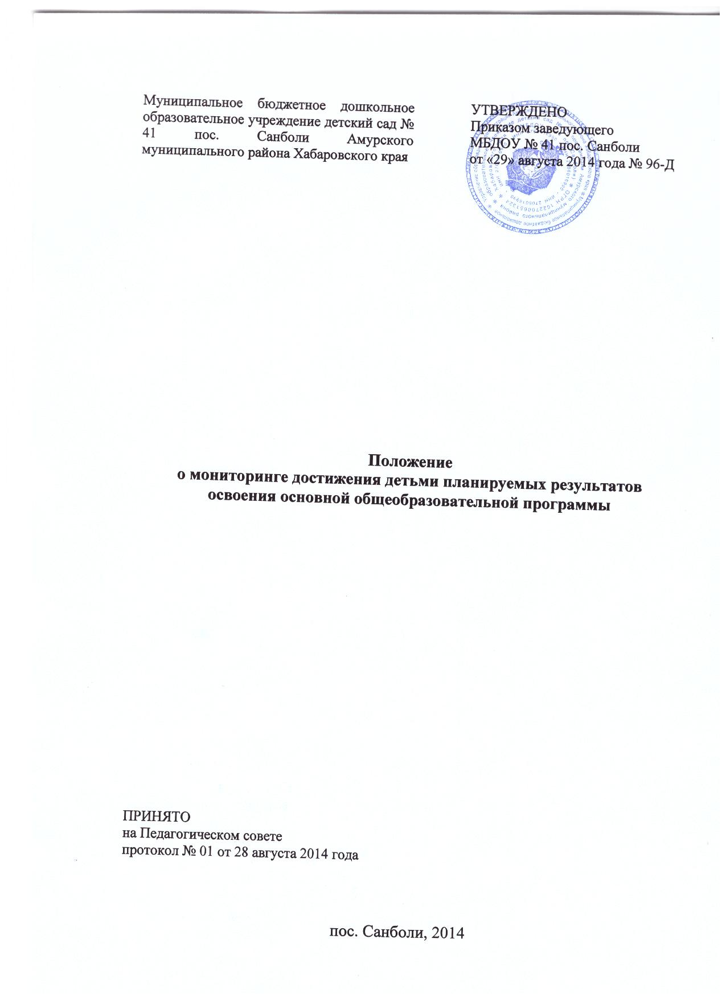 Муниципальное бюджетное дошкольное
образовательное учреждение детский сад №
41 пос. Санболи Амурского
муниципального района Хабаровского края
УТВЕРЖДЕНО
Приказом заведующего
МБДОУ № 41 пос. Санболи
от «29» августа 2014 года № 96-Д
Положение
о мониторинге достижения детьми планируемых результатов
освоения основной общеобразовательной программы
ПРИНЯТО
на Педагогическом совете
протокол № 01 от 28 августа 2014 года
пос. Санболи, 2014